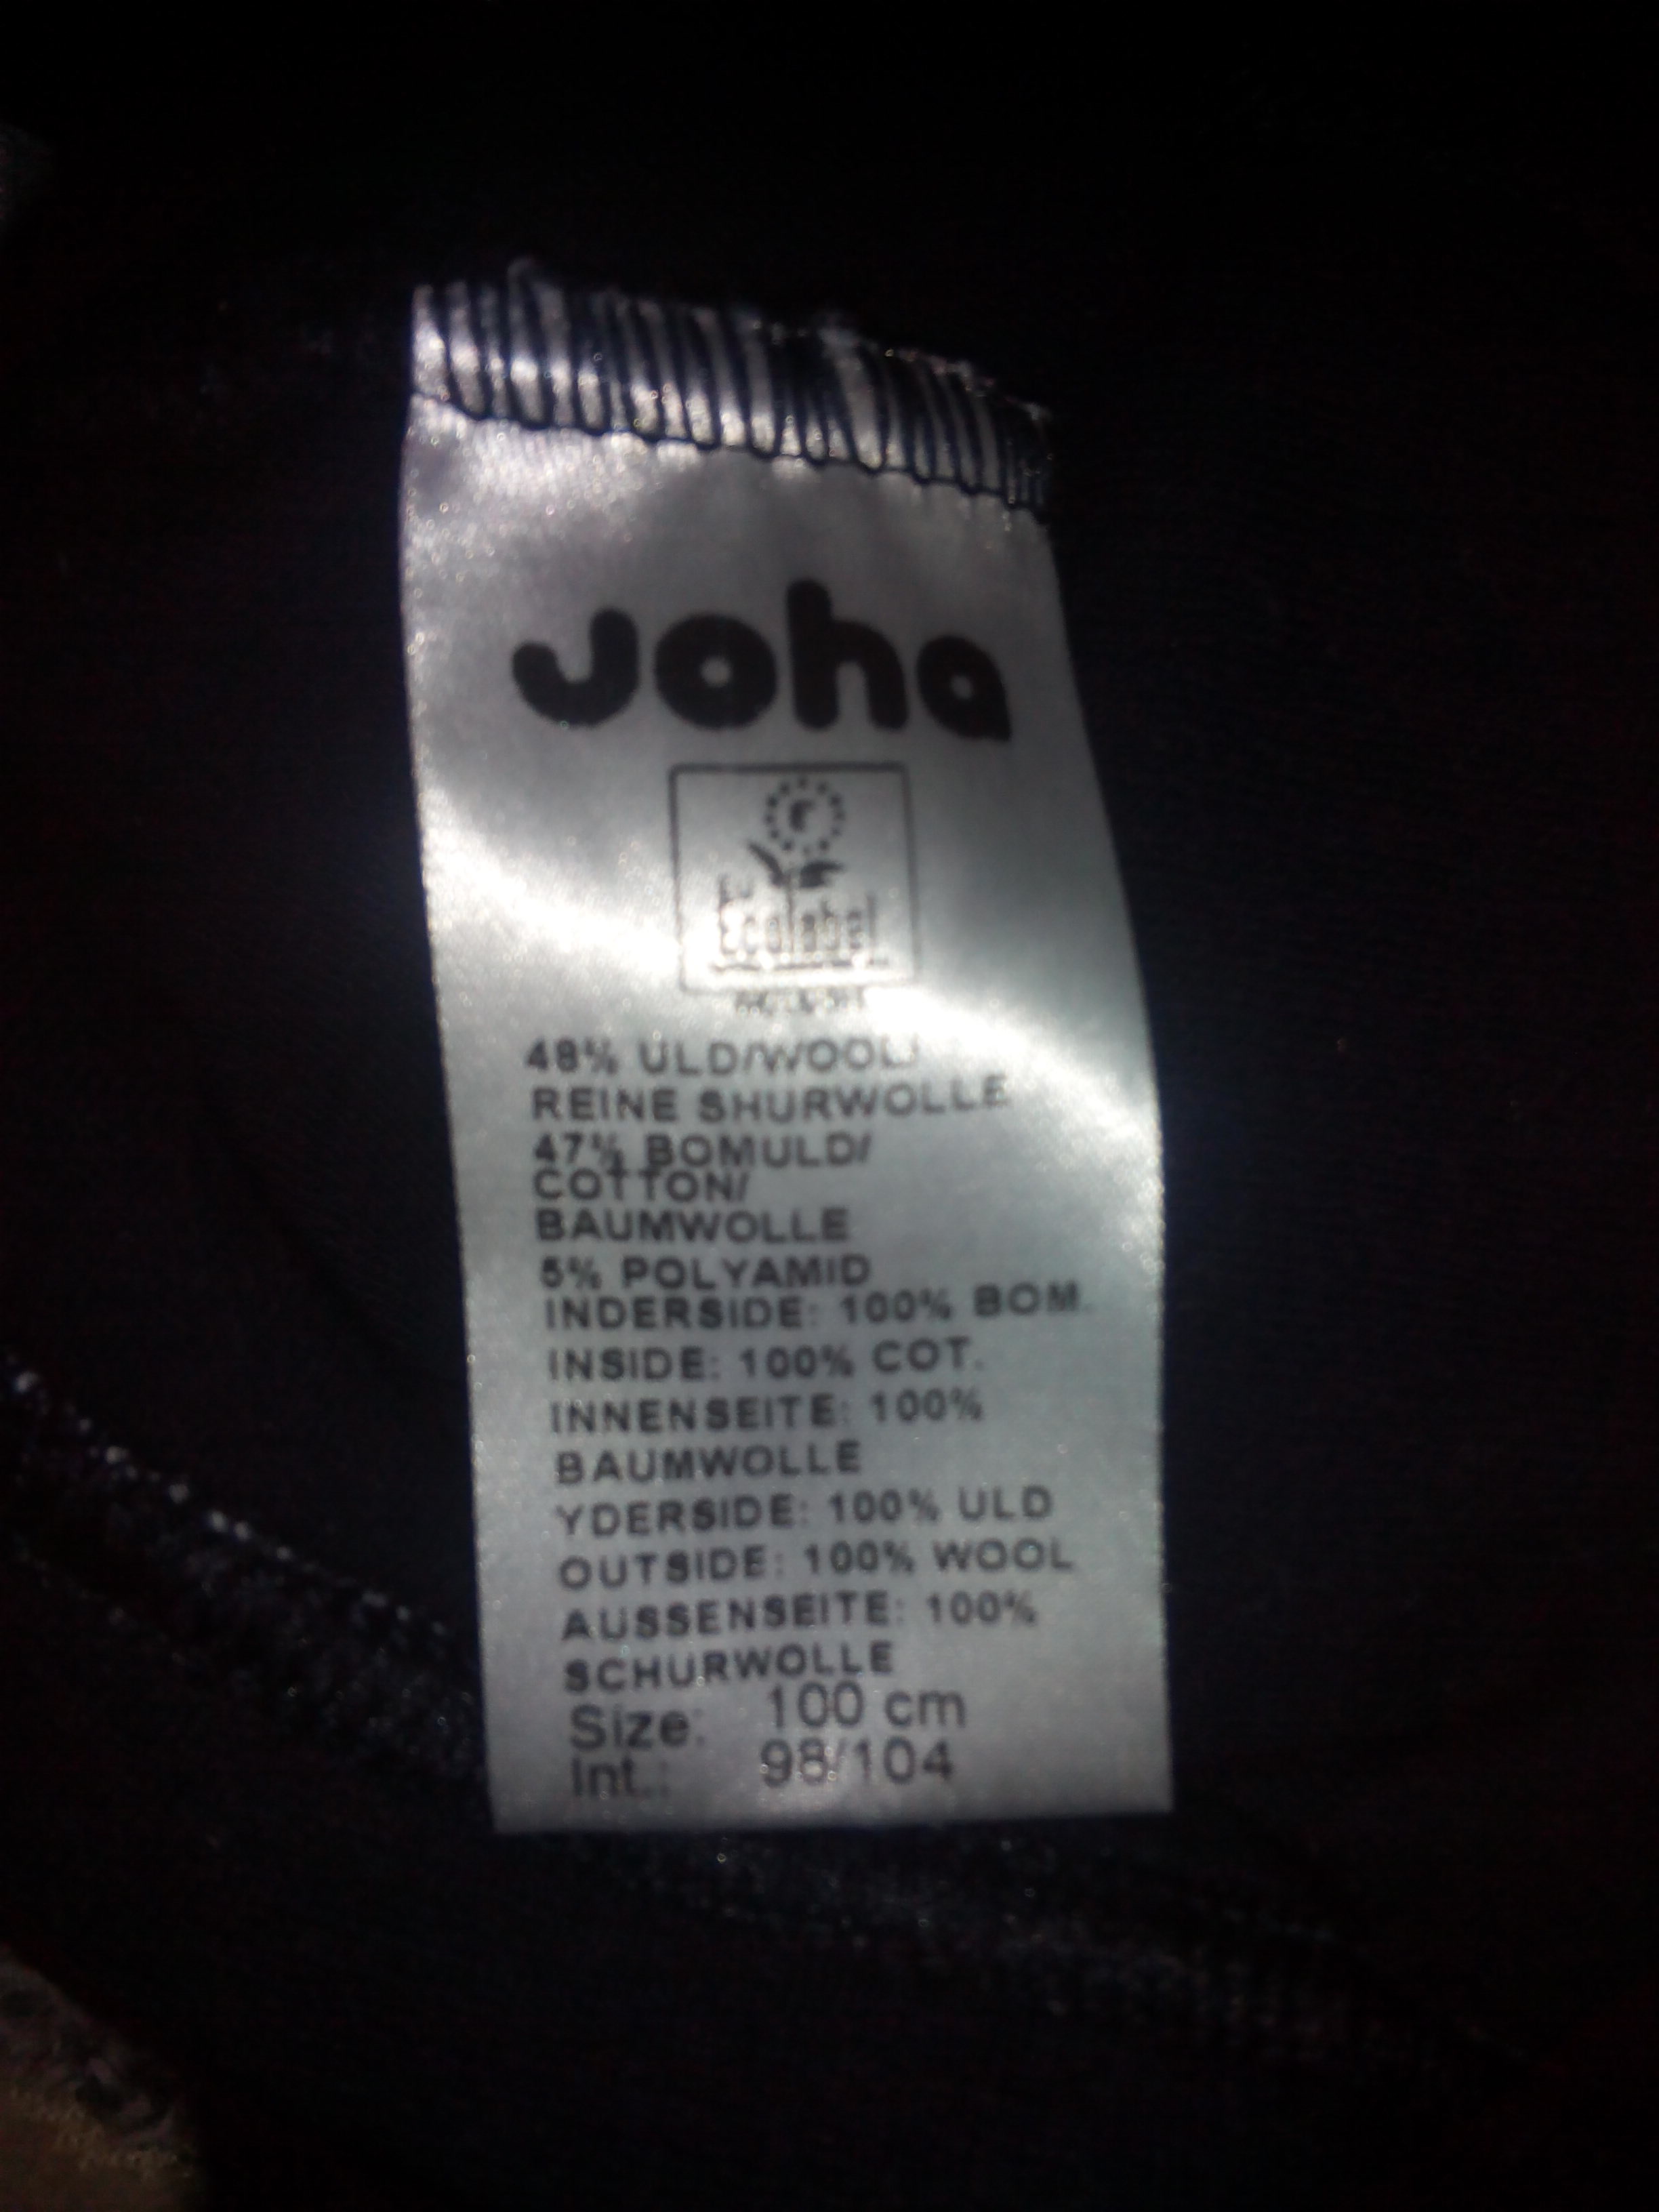 Joha
EU
Ecolabel
48% ULD/WOOL/
REINE SHURWOLLE
47% BOMULD/
COTTON/
BAUMWOLLE
5% POLYAMID
INDERSIDE: 100% BOM.
INSIDE: 100% COT.
INNENSEITE: 100%
BAUMWOLLE
YDERSIDE: 100% ULD
OUTSIDE: 100% WOOL
AUSSENSEITE: 100%
SCHURWOLLE
Size: 100 cm
Int.: 98/104